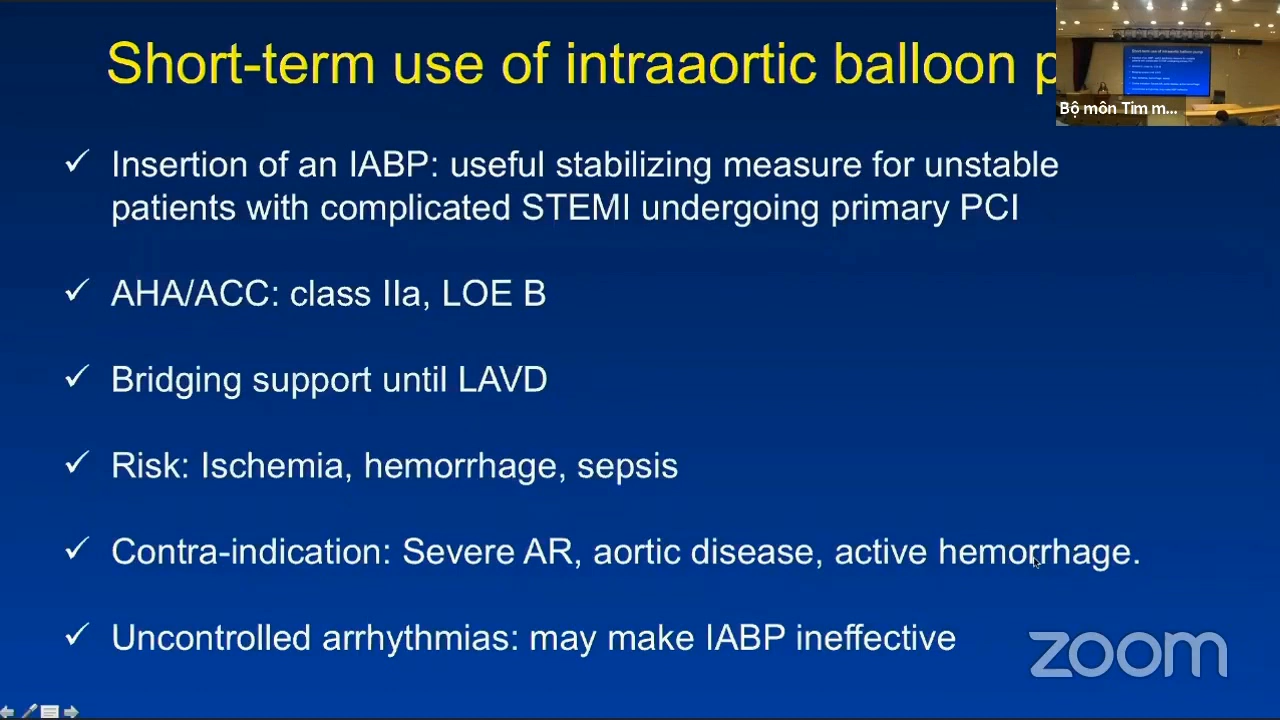 Short-term use of intraaortic balloon p
Bộ môn Tim m...
✓ Insertion of an IABP: useful stabilizing measure for unstable
patients with complicated STEMI undergoing primary PCI
✓ AHA/ACC: class IIa, LOE B
✓ Bridging support until LAVD
✓ Risk: Ischemia, hemorrhage, sepsis
✓ Contra-indication: Severe AR, aortic disease, active hemorrhage.
✓ Uncontrolled arrhythmias: may make IABP ineffective
zoom